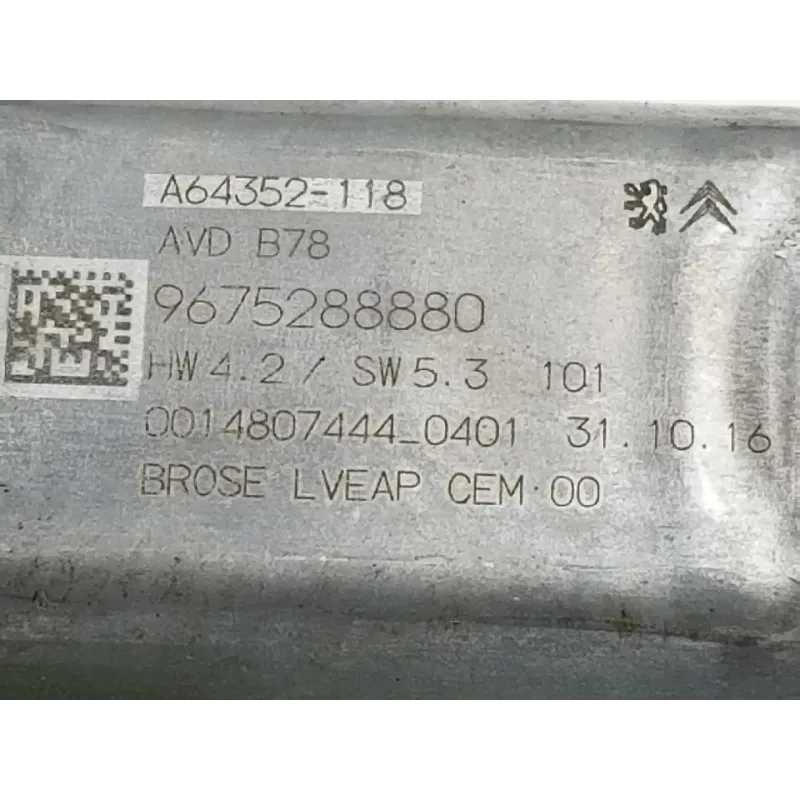 A64352-118
AVD B78
9675288880
HW 4.2 / SW 5.3 101
0014807444_0401 31.10.16
BROSE LVEAP CEM·00